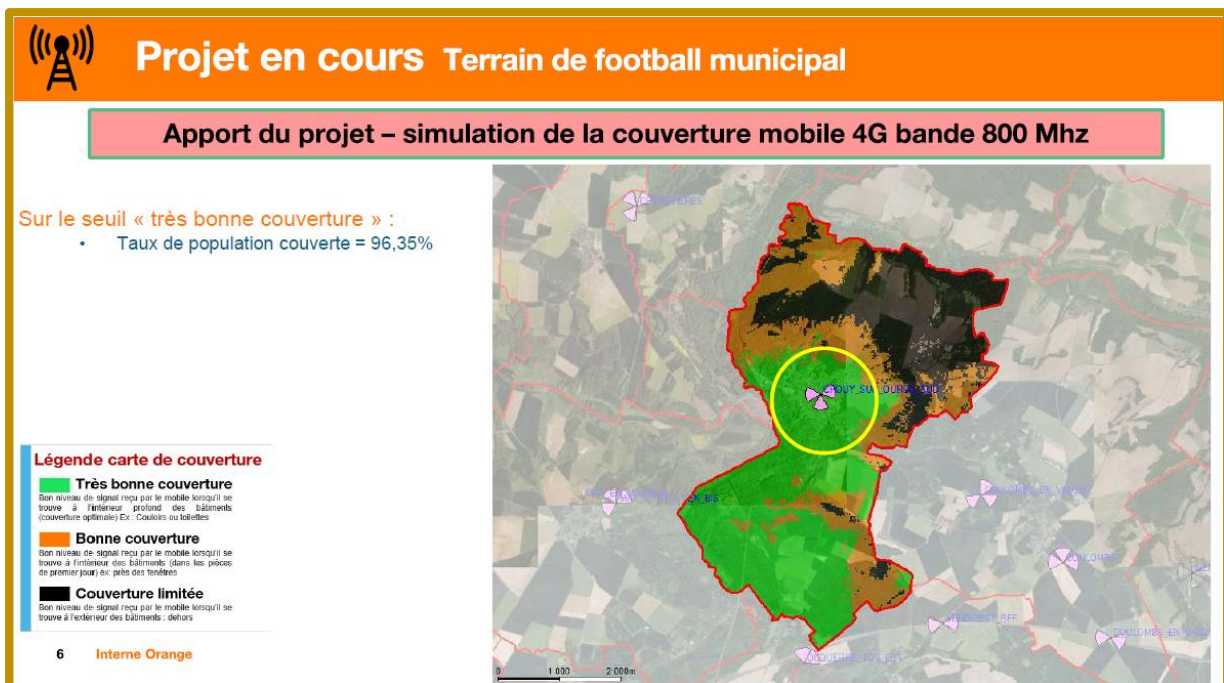 Projet en cours Terrain de football municipal
Apport du projet – simulation de la couverture mobile 4G bande 800 Mhz
Sur le seuil « très bonne couverture » :
• Taux de population couverte = 96,35%
Légende carte de couverture
Très bonne couverture
Bon niveau de signal reçu par le mobile lorsqu'il se
trouve à l'intérieur profond des bâtiments
(couverture optimale) Ex : Couloirs ou toilettes
Bonne couverture
Bon niveau de signal reçu par le mobile lorsqu'il se
trouve à l'intérieur des bâtiments (dans les pièces
de premier jour) ex: près des fenêtres
Couverture limitée
Bon niveau de signal reçu par le mobile lorsqu'il se
trouve à l'extérieur des bâtiments : dehors
6 Interne Orange
CROUY_SUR_OURCQ
EN_BIS
COULOMBS_EN_VALOIS
COULOMBS
COULOMBS_EN
0 1 000 2 000m